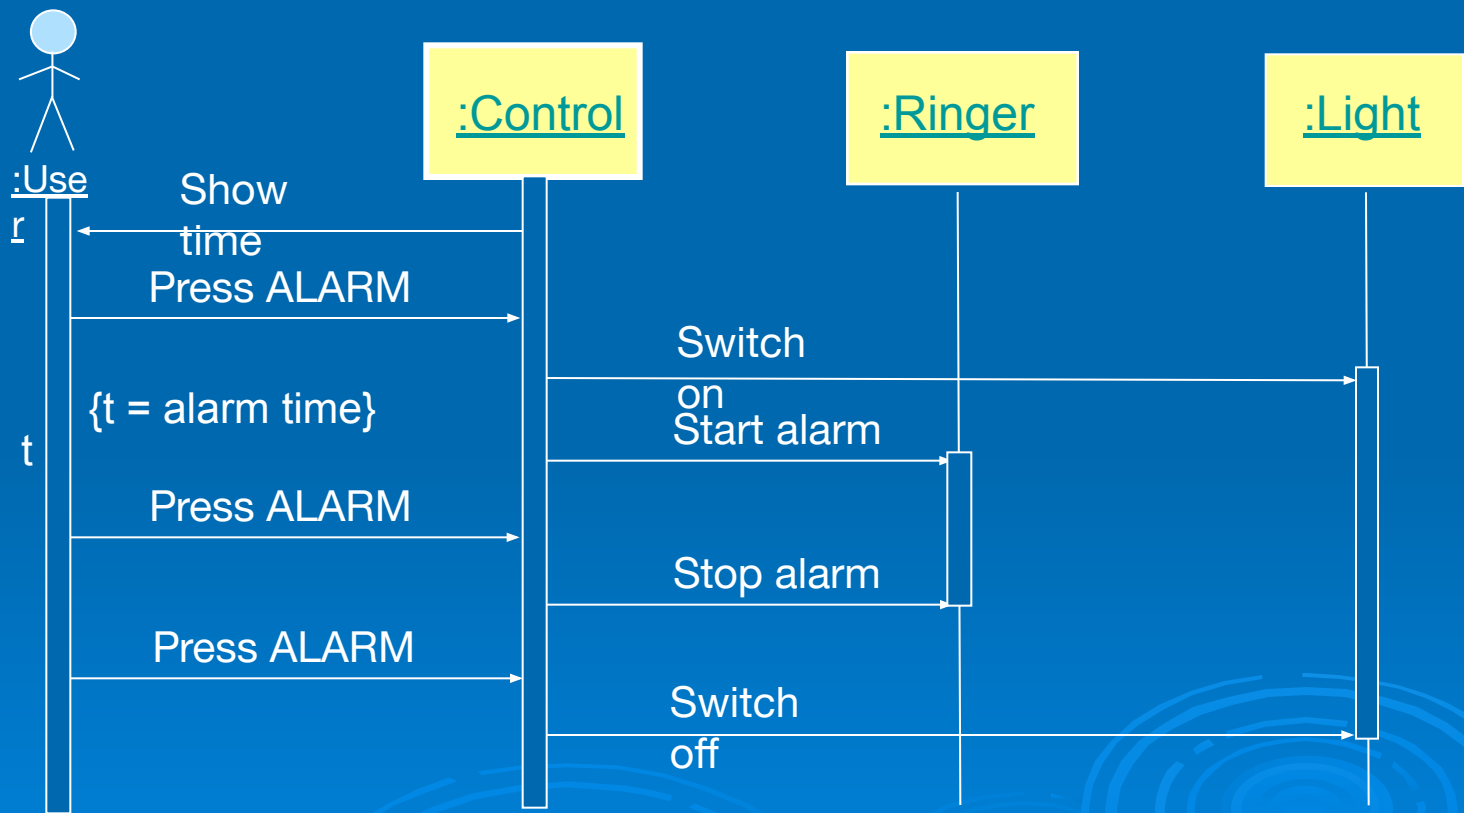 :Control
:Ringer
:Light
:Use
r
Show
time
Press ALARM
Switch
on
{t = alarm time}
Start alarm
t
Press ALARM
Stop alarm
Press ALARM
Switch
off